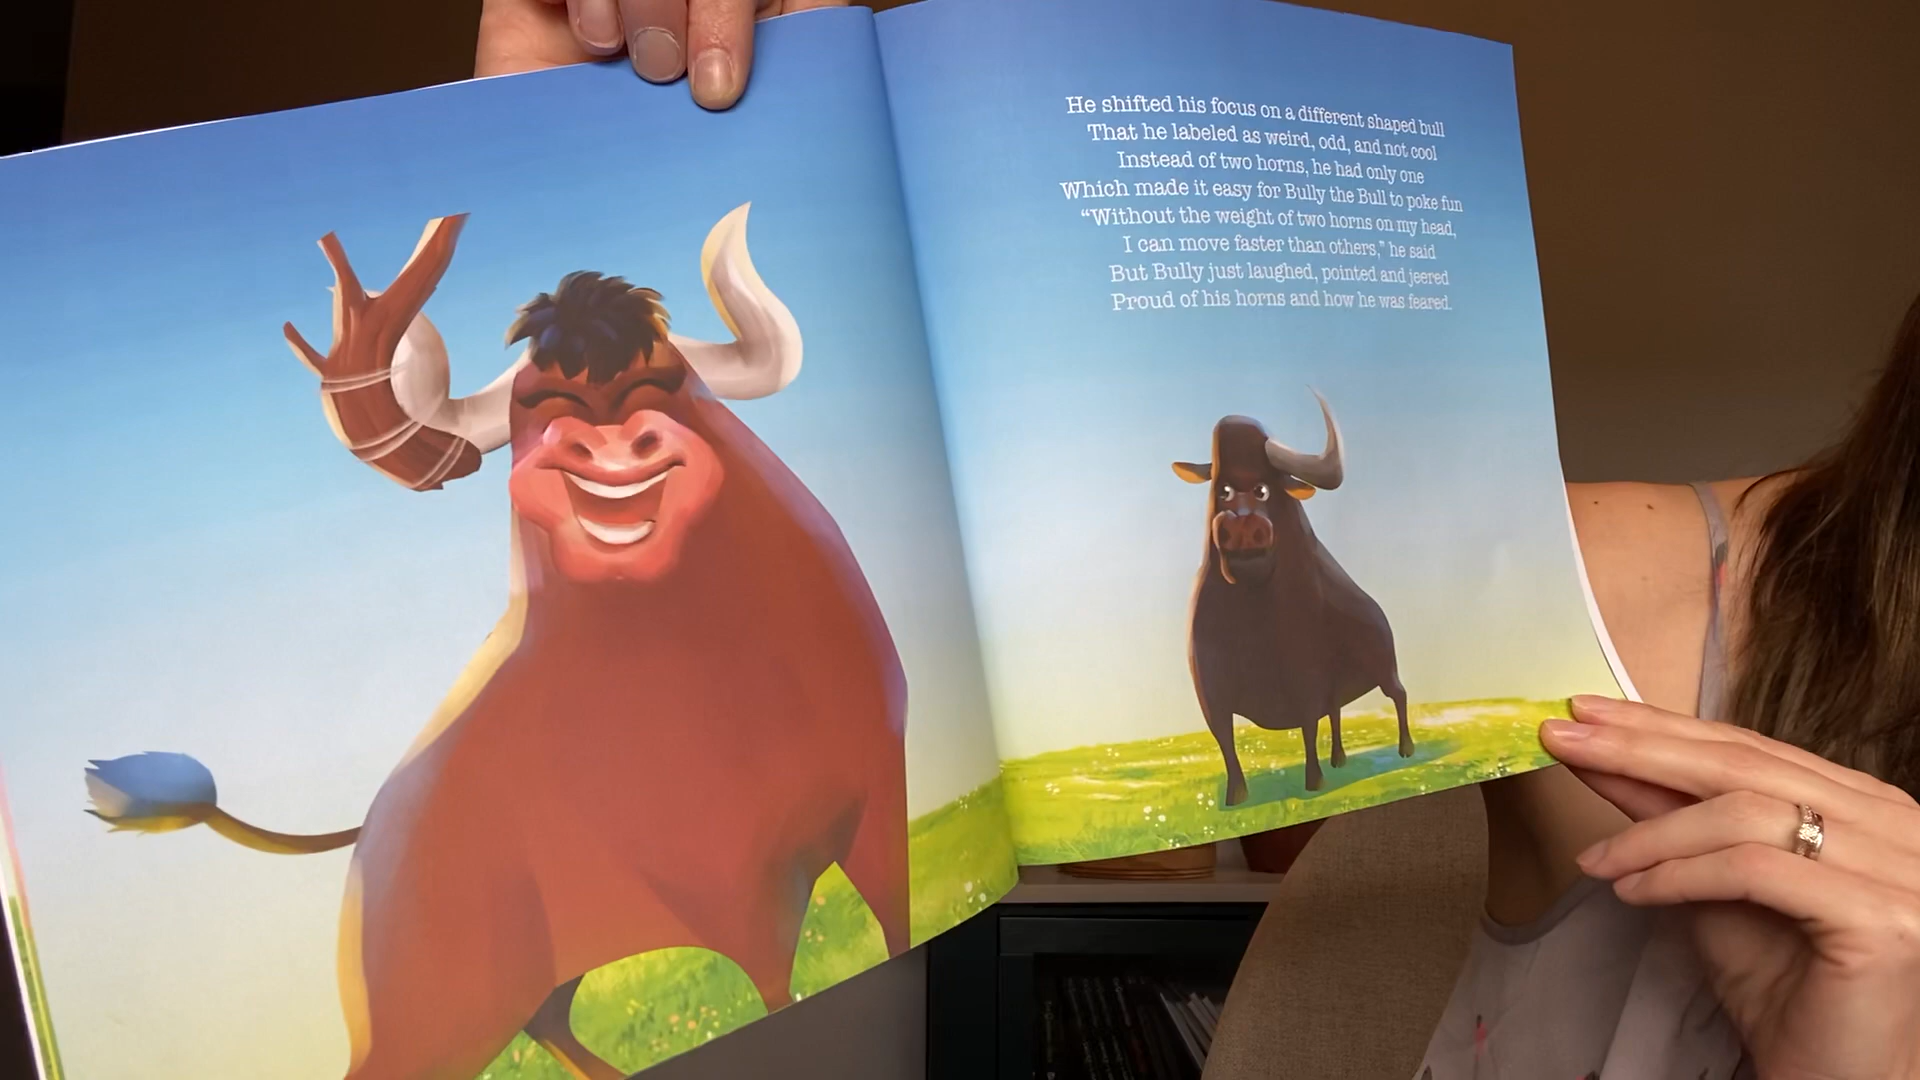 He shifted his focus on a different shaped bull
That he labeled as weird, odd, and not cool
Instead of two horns, he had only one
Which made it easy for Bully the Bull to poke fun
“Without the weight of two horns on my head,
I can move faster than others,” he said
But Bully just laughed, pointed and jeered
Proud of his horns and how he was feared.